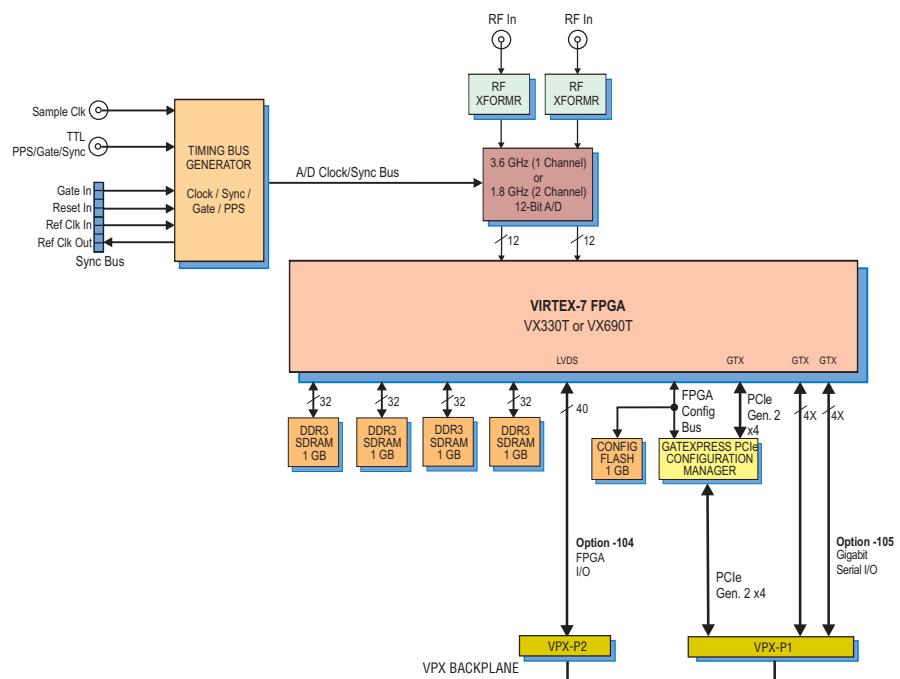 RF In
RF In
RF
XFORMR
RF
XFORMR
Sample Clk
TTL
PPS/Gate/Sync
TIMING BUS
GENERATOR
Clock / Sync /
Gate / PPS
Gate In
Reset In
Ref Clk In
Ref Clk Out
Sync Bus
A/D Clock/Sync Bus
3.6 GHz (1 Channel)
or
1.8 GHz (2 Channel)
12-Bit A/D
12
12
VIRTEX-7 FPGA
VX330T or VX690T
LVDS
GTX
GTX
GTX
32
32
32
32
40
FPGA
Config
Bus
PCIe
Gen. 2
x4
4X
4X
DDR3
SDRAM
1 GB
DDR3
SDRAM
1 GB
DDR3
SDRAM
1 GB
DDR3
SDRAM
1 GB
CONFIG
FLASH
1 GB
GATEXPRESS PCIe
CONFIGURATION
MANAGER
Option -104
FPGA
I/O
PCIe
Gen. 2 x4
Option -105
Gigabit
Serial I/O
VPX-P2
VPX-P1
VPX BACKPLANE